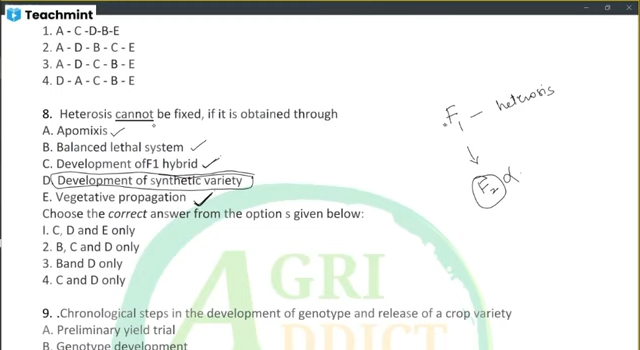 Teachmint
1. A - C -D-B-E
2. A - D - B - C - E
3. A - D - C - B - E
4. D - A - C - B - E
8. Heterosis cannot be fixed, if it is obtained through
A. Apomixis
B. Balanced lethal system
C. Development of F1 hybrid
D. Development of synthetic variety
E. Vegetative propagation
Choose the correct answer from the option s given below:
I. C, D and E only
2. B, C and D only
3. Band D only
4. C and D only
9. .Chronological steps in the development of genotype and release of a crop variety
A. Preliminary yield trial
B. Genotype development
F1 - heterosis
F2
AGRI
ADDICT